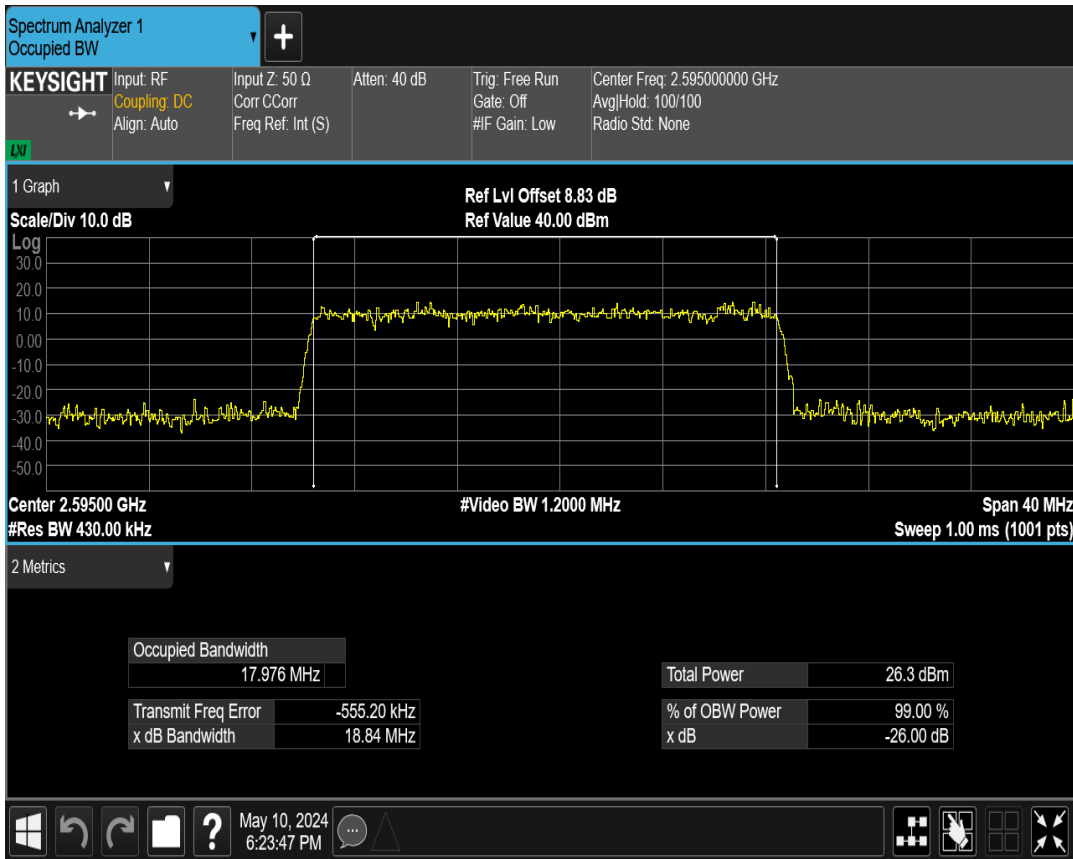 Spectrum Analyzer 1
Occupied BW
+
KEYSIGHT
LXI
Input: RF
Coupling: DC
Align: Auto
Input Z: 50 Ω
Corr CCorr
Freq Ref: Int (S)
Atten: 40 dB
Trig: Free Run
Gate: Off
#IF Gain: Low
Center Freq: 2.595000000 GHz
Avg|Hold: 100/100
Radio Std: None
1 Graph
Scale/Div 10.0 dB
Ref Lvl Offset 8.83 dB
Ref Value 40.00 dBm
Log
30.0
20.0
10.0
0.00
-10.0
-20.0
-30.0
-40.0
-50.0
Center 2.59500 GHz
#Video BW 1.2000 MHz
Span 40 MHz
#Res BW 430.00 kHz
Sweep 1.00 ms (1001 pts)
2 Metrics
Occupied Bandwidth
17.976 MHz
Total Power 26.3 dBm
Transmit Freq Error -555.20 kHz
% of OBW Power 99.00 %
x dB Bandwidth 18.84 MHz
x dB -26.00 dB
?
May 10, 2024
6:23:47 PM